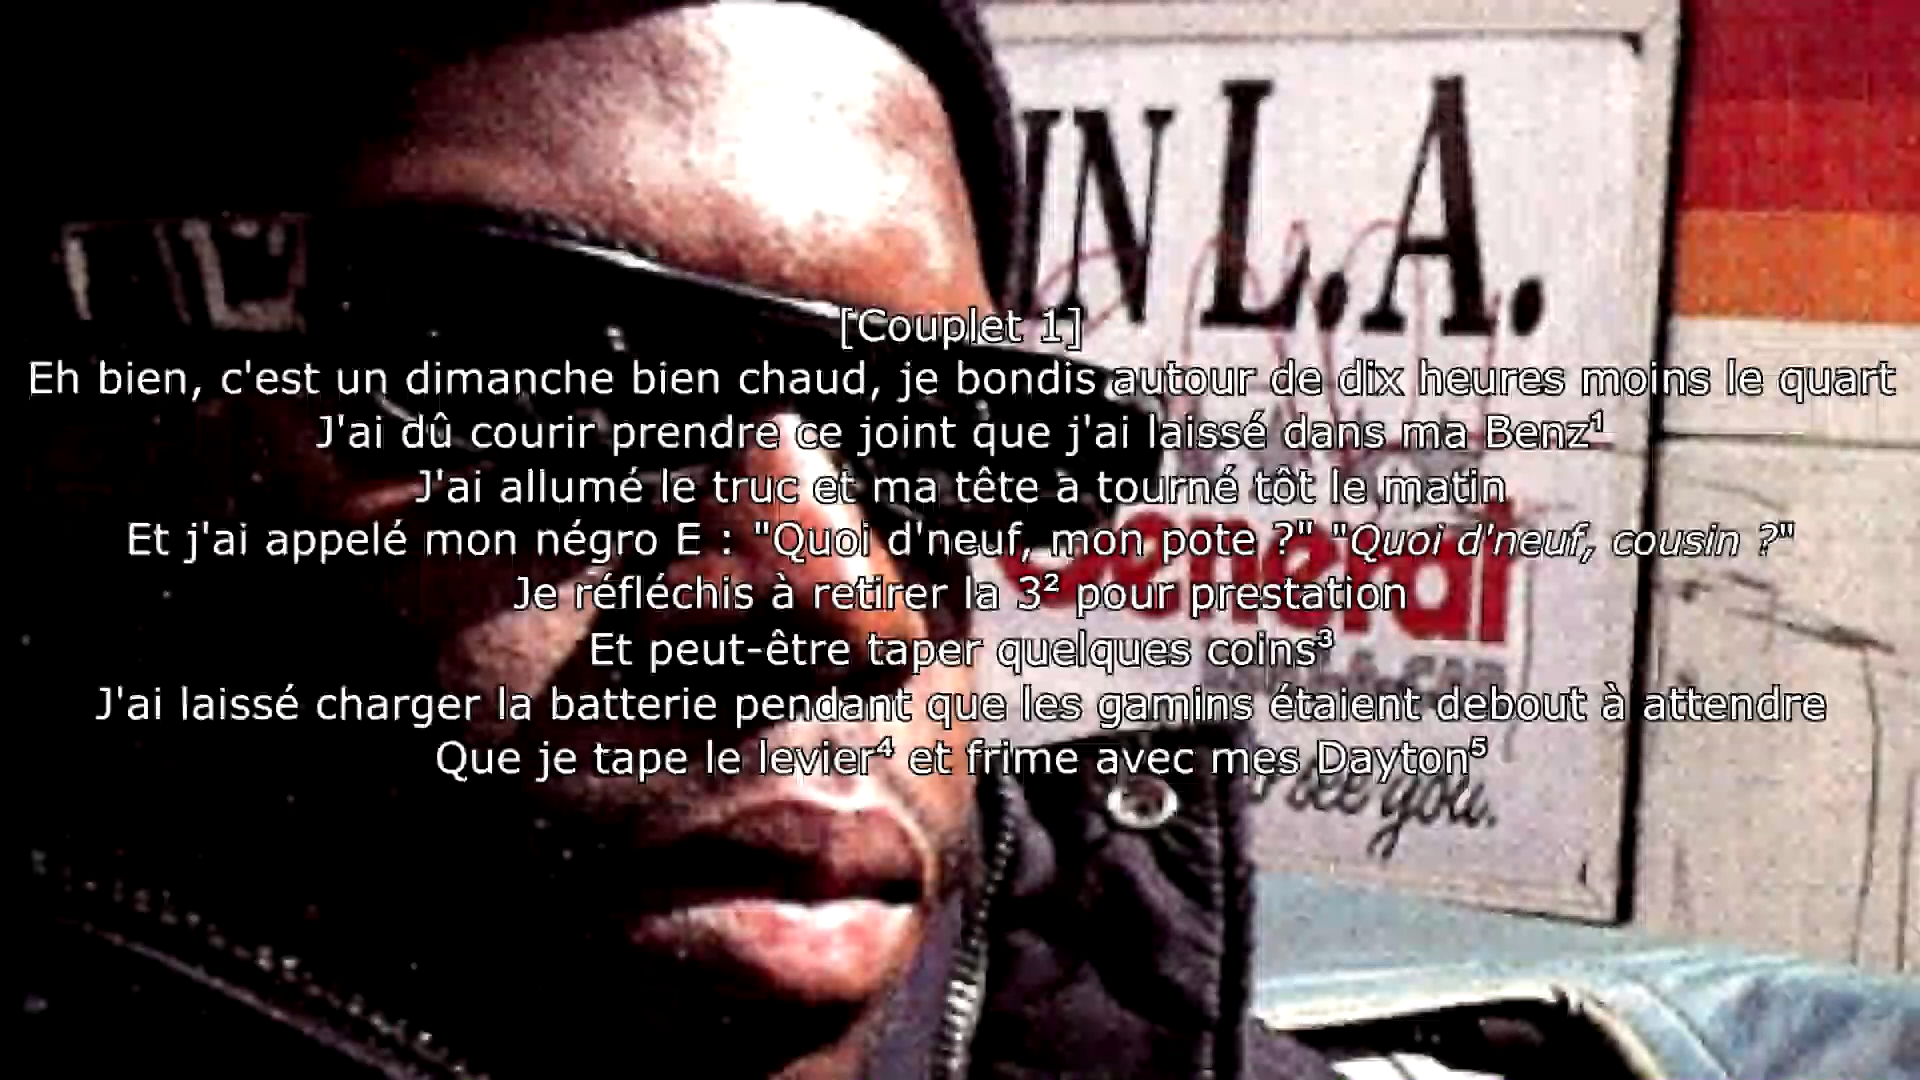 IN L.A.
[Couplet 1]
Eh bien, c'est un dimanche bien chaud, je bondis autour de dix heures moins le quart
J'ai dû courir prendre ce joint que j'ai laissé dans ma Benz¹
J'ai allumé le truc et ma tête a tourné tôt le matin
Et j'ai appelé mon négro E : "Quoi d'neuf, mon pote ?" "Quoi d'neuf, cousin ?"
Je réfléchis à retirer la 3² pour prestation
Et peut-être taper quelques coins³
J'ai laissé charger la batterie pendant que les gamins étaient debout à attendre
Que je tape le levier⁴ et frime avec mes Dayton⁵
General
see you.